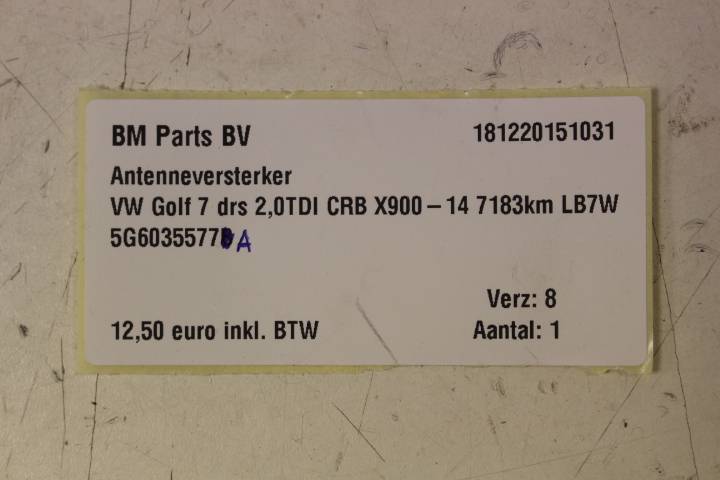 BM Parts BV 181220151031
Antenneversterker
VW Golf 7 drs 2,0TDI CRB X900 – 14 7183km LB7W
5G6035577 A
Verz: 8
12,50 euro inkl. BTW Aantal: 1